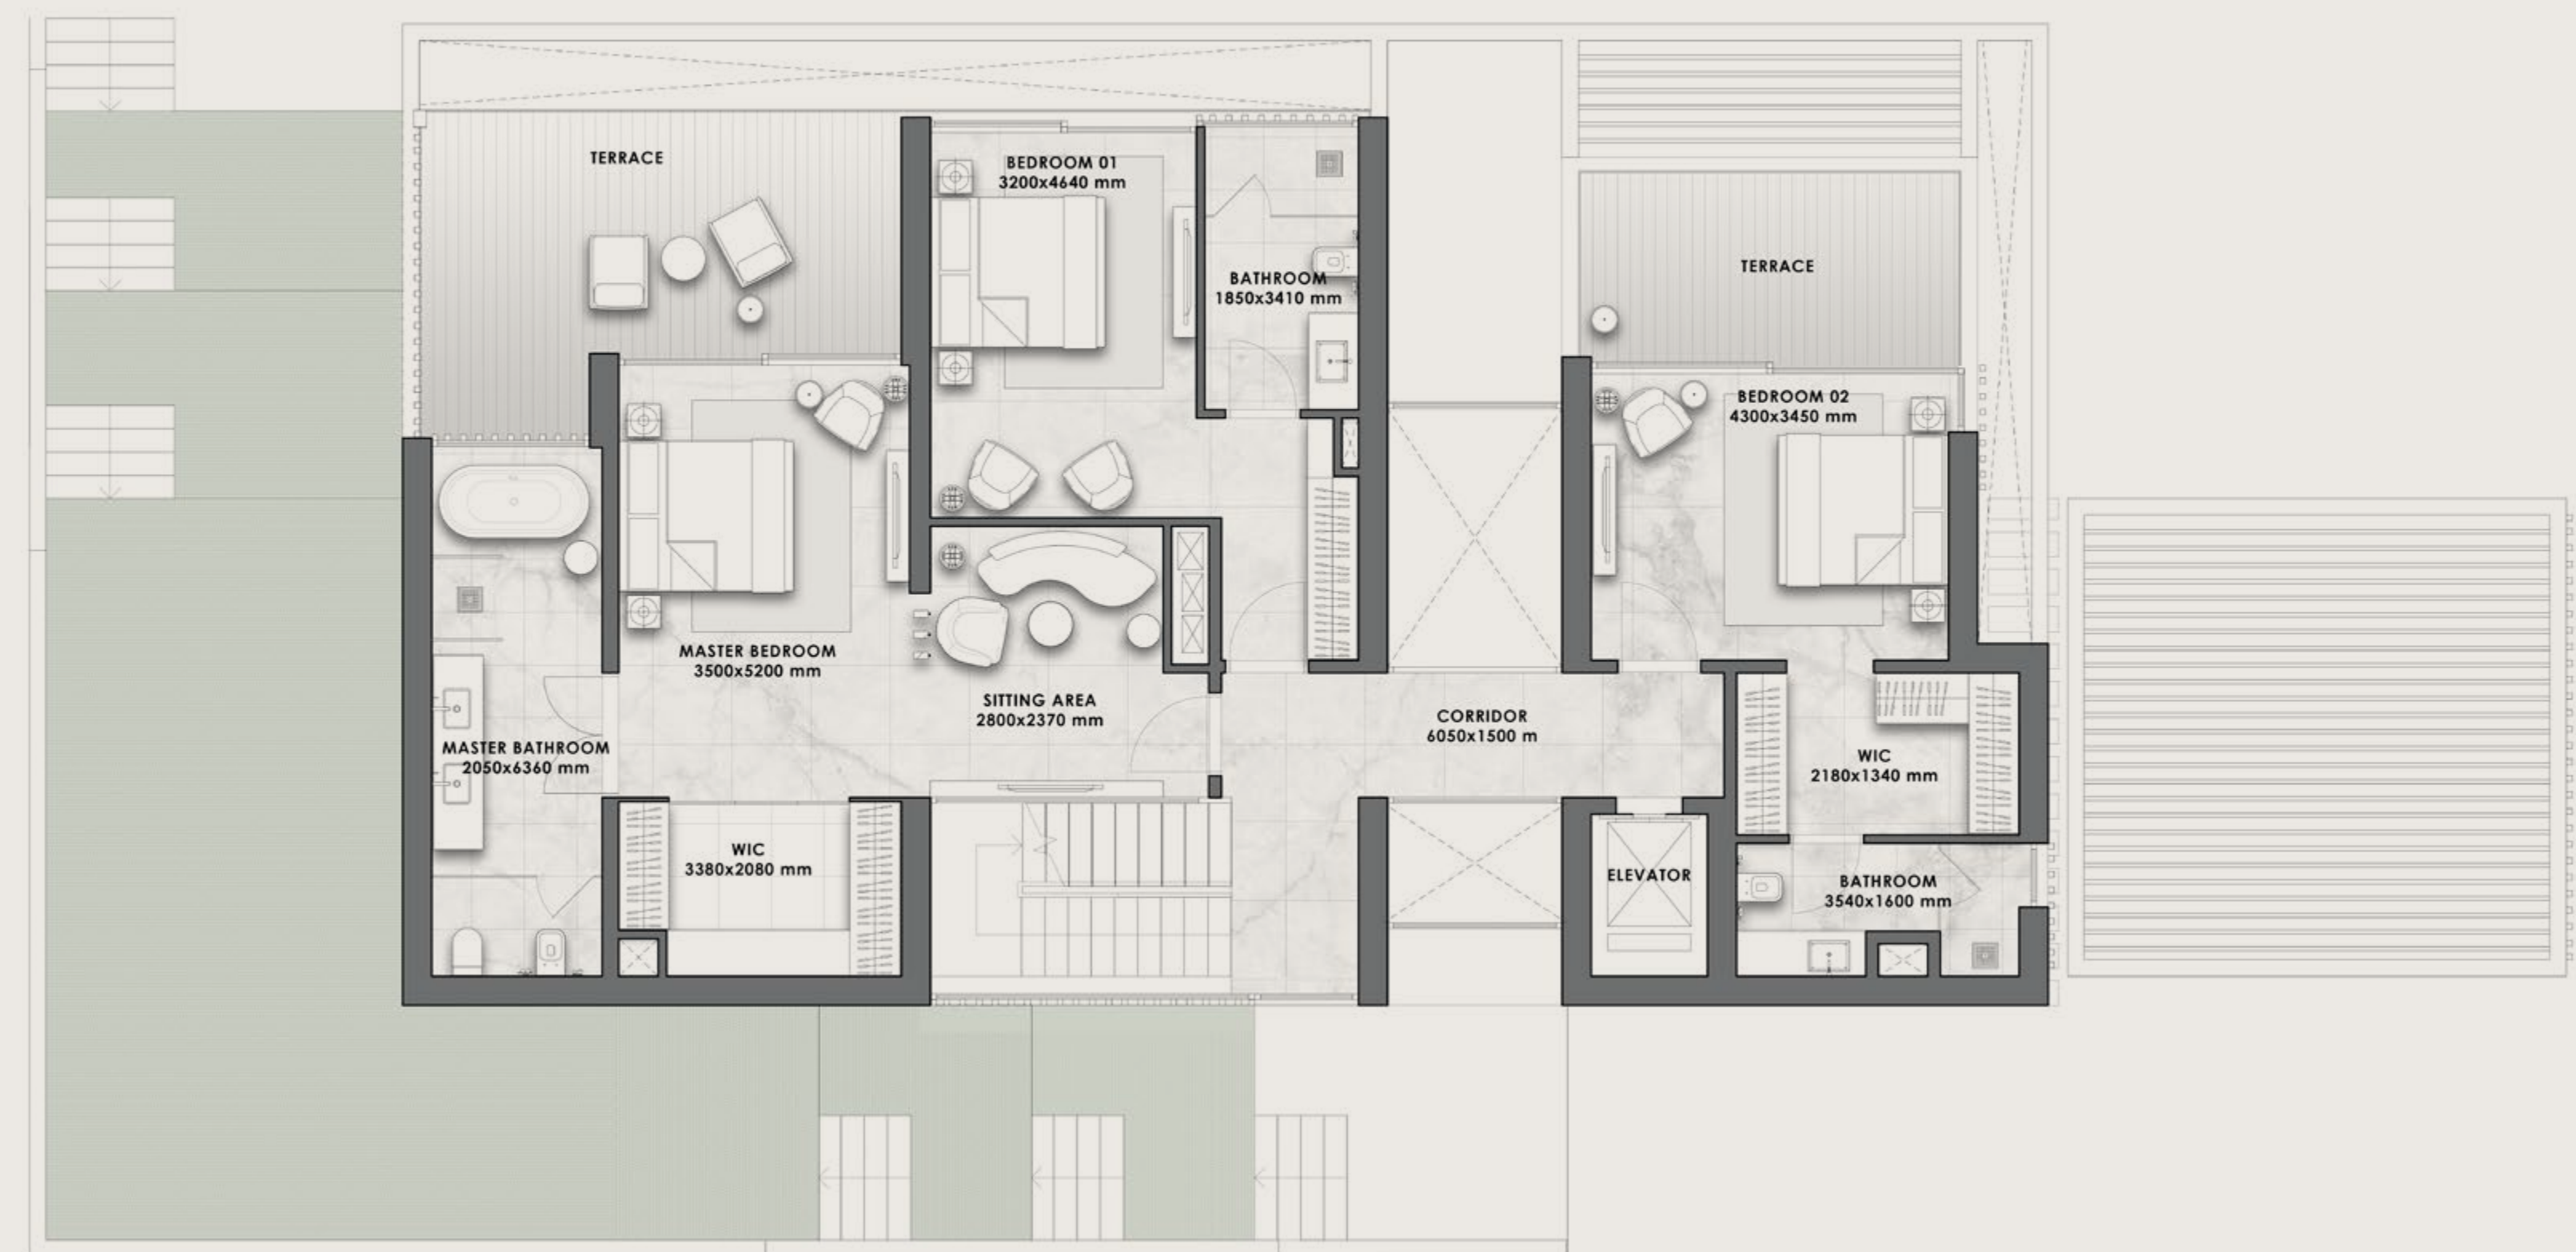 TERRACE
BEDROOM 01
3200x4640 mm
BATHROOM
1850x3410 mm
TERRACE
BEDROOM 02
4300x3450 mm
MASTER BEDROOM
3500x5200 mm
SITTING AREA
2800x2370 mm
CORRIDOR
6050x1500 m
MASTER BATHROOM
2050x6360 mm
WIC
2180x1340 mm
WIC
3380x2080 mm
ELEVATOR
BATHROOM
3540x1600 mm